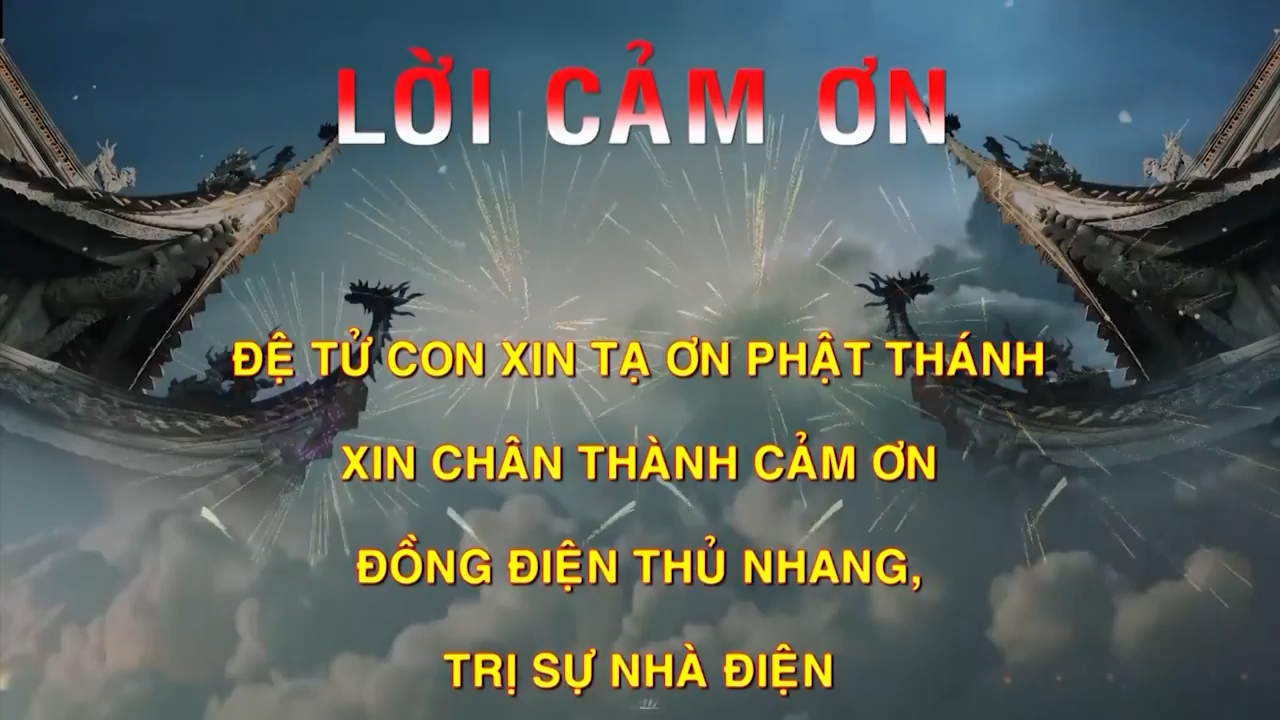 LỜI CẢM ƠN
ĐỆ TỬ CON XIN TẠ ƠN PHẬT THÁNH
XIN CHÂN THÀNH CẢM ƠN
ĐỒNG ĐIỆN THỦ NHANG,
TRỊ SỰ NHÀ ĐIỆN